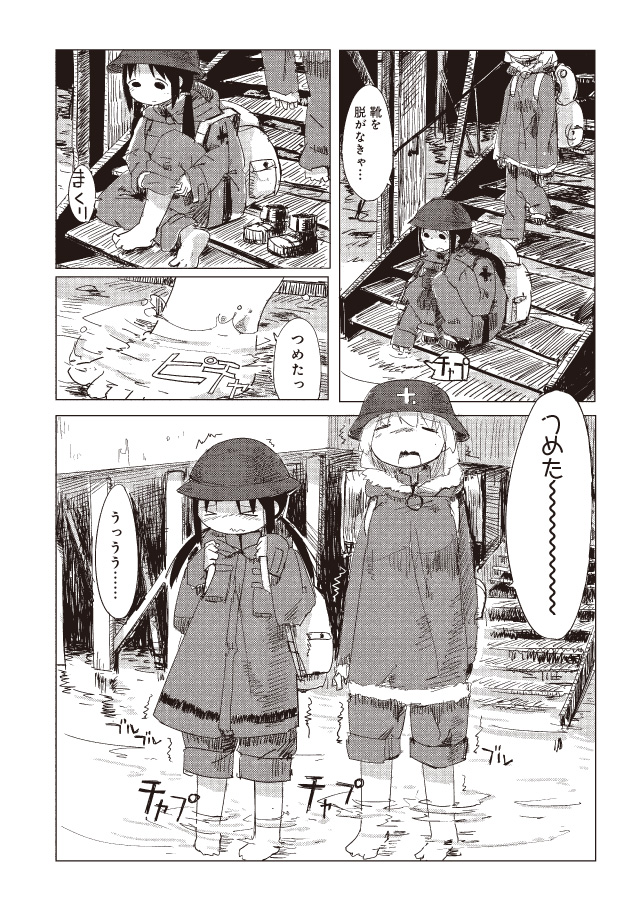 靴を
脱がなきゃ…
チャプ
まくり
つめたっ
ピチャ
つめた〜〜〜〜
うっうう……
ブル
ブル
ブル
チャプ
チャプ